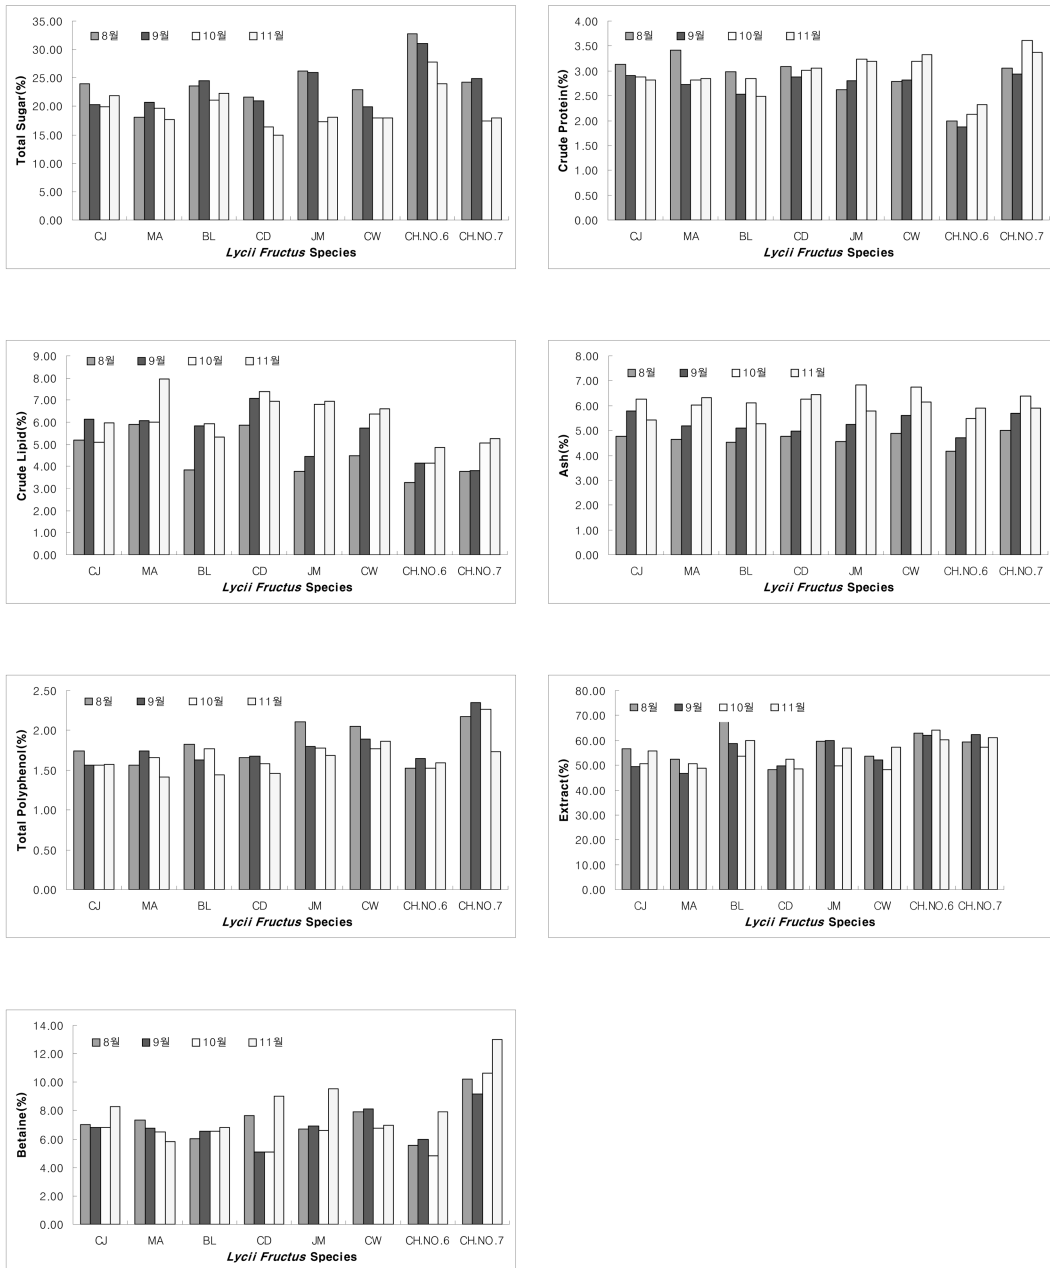 Total Sugar(%)
35.00
30.00
25.00
20.00
15.00
10.00
5.00
0.00
8월 9월 10월 11월
CJ MA BL CD JM CW CH.NO.6 CH.NO.7
Lycii Fructus Species
Crude Protein(%)
4.00
3.50
3.00
2.50
2.00
1.50
1.00
0.50
0.00
8월 9월 10월 11월
CJ MA BL CD JM CW CH.NO.6 CH.NO.7
Lycii Fructus Species
Crude Lipid(%)
9.00
8.00
7.00
6.00
5.00
4.00
3.00
2.00
1.00
0.00
8월 9월 10월 11월
CJ MA BL CD JM CW CH.NO.6 CH.NO.7
Lycii Fructus Species
Ash(%)
8.00
7.00
6.00
5.00
4.00
3.00
2.00
1.00
0.00
8월 9월 10월 11월
CJ MA BL CD JM CW CH.NO.6 CH.NO.7
Lycii Fructus Species
Total Polyphenol(%)
2.50
2.00
1.50
1.00
0.50
0.00
8월 9월 10월 11월
CJ MA BL CD JM CW CH.NO.6 CH.NO.7
Lycii Fructus Species
Extract(%)
80.00
70.00
60.00
50.00
40.00
30.00
20.00
10.00
0.00
8월 9월 10월 11월
CJ MA BL CD JM CW CH.NO.6 CH.NO.7
Lycii Fructus Species
Betaine(%)
14.00
12.00
10.00
8.00
6.00
4.00
2.00
0.00
8월 9월 10월 11월
CJ MA BL CD JM CW CH.NO.6 CH.NO.7
Lycii Fructus Species